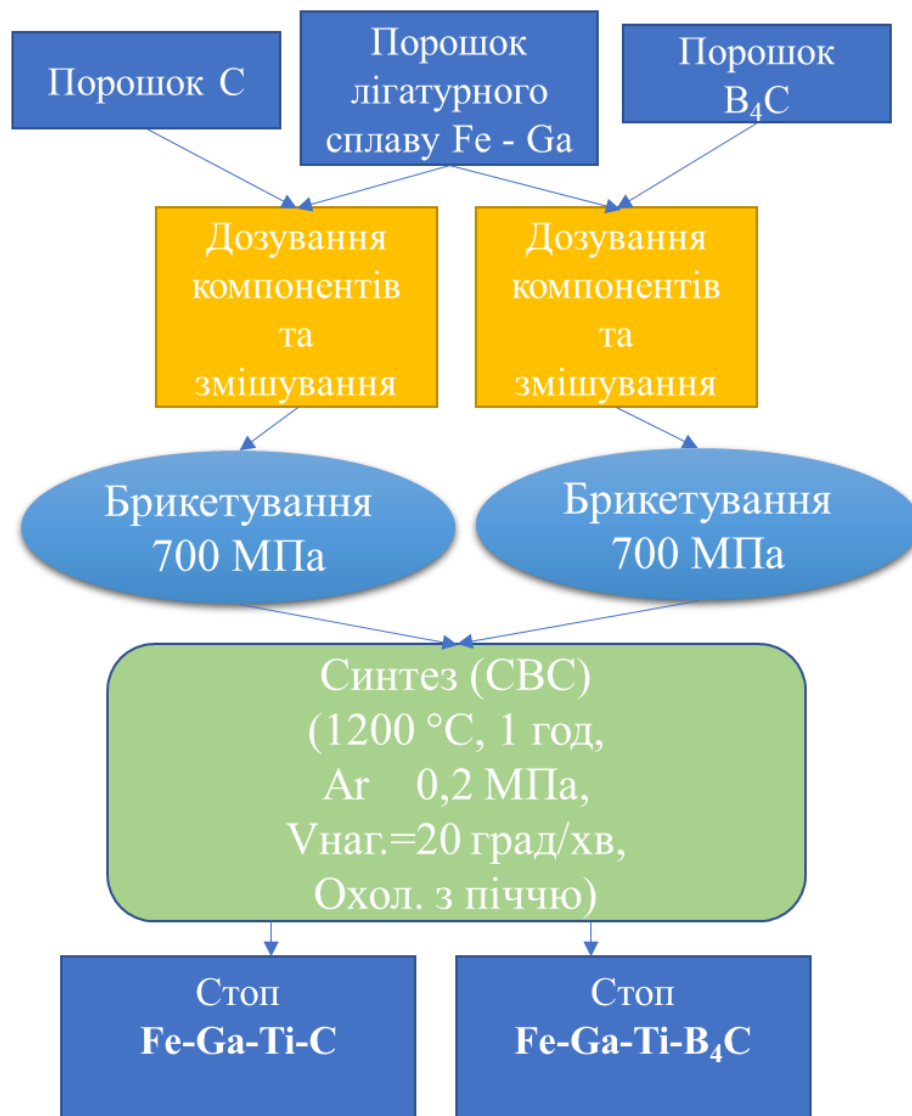 Порошок С
Порошок
лігатурного
сплаву Fe - Ga
Порошок
B₄C
Дозування
компонентів
та
змішування
Дозування
компонентів
та
змішування
Брикетування
700 МПа
Брикетування
700 МПа
Синтез (СВС)
(1200 °С, 1 год,
Ar 0,2 МПа,
Vнаг.=20 град/хв,
Охол. з піччю)
Стоп
Fe-Ga-Ti-C
Стоп
Fe-Ga-Ti-B₄C